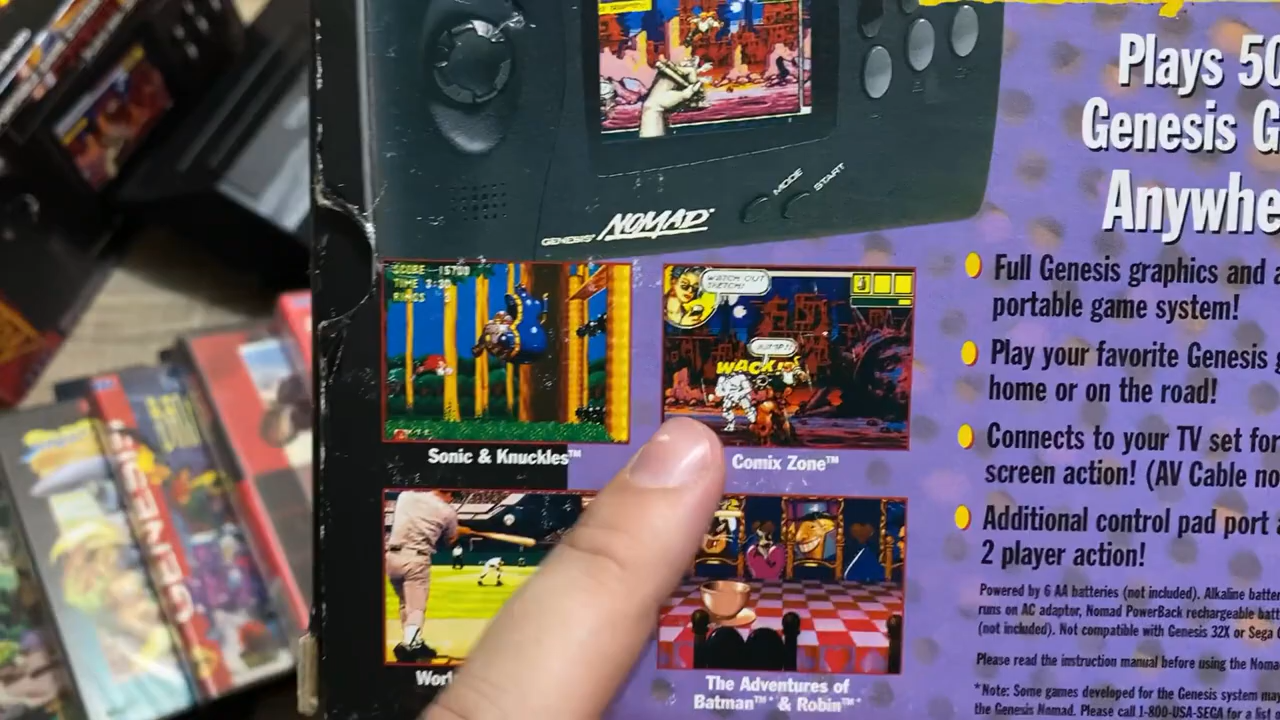 Plays 50
Genesis G
Anywhe
MODE
START
GENESIS NOMAD™
SCORE 15700
TIME 3:30
RINGS
WATCH OUT
SKETCH!
JUMP!!
Sonic & Knuckles™
Comix Zone™
Worl
The Adventures of
Batman™* & Robin™*
Full Genesis graphics and a
portable game system!
Play your favorite Genesis g
home or on the road!
Connects to your TV set for
screen action! (AV Cable no
Additional control pad port
2 player action!
Powered by 6 AA batteries (not included). Alkaline batter
runs on AC adaptor, Nomad PowerBack rechargeable batt
(not included). Not compatible with Genesis 32X or Sega
Please read the instruction manual before using the Noma
*Note: Some games developed for the Genesis system may
the Genesis Nomad. Please call 1-800-USA-SEGA for a list
GENESIS